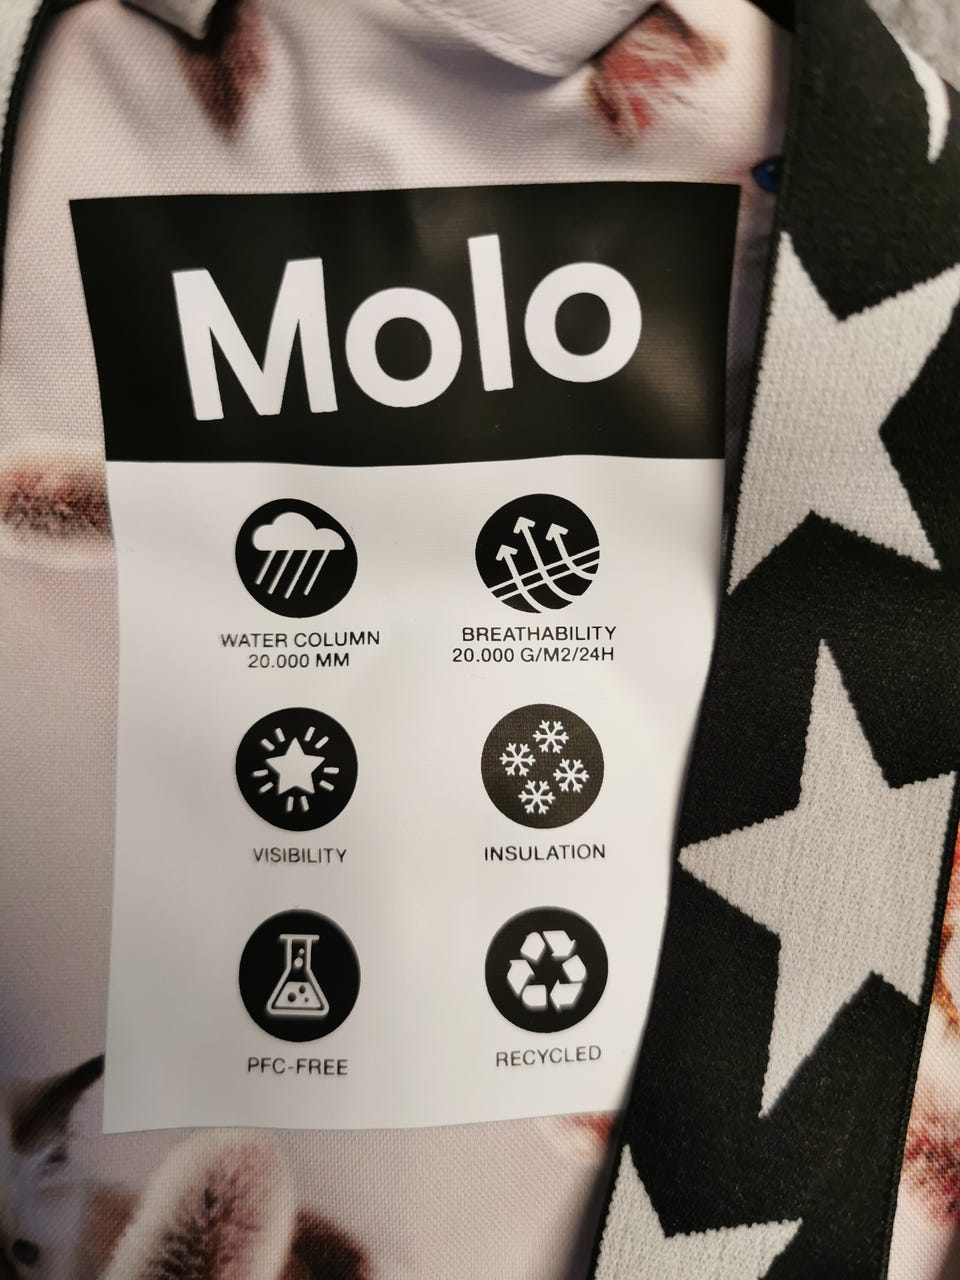 Molo
WATER COLUMN
20.000 MM
BREATHABILITY
20.000 G/M2/24H
VISIBILITY
INSULATION
PFC-FREE
RECYCLED